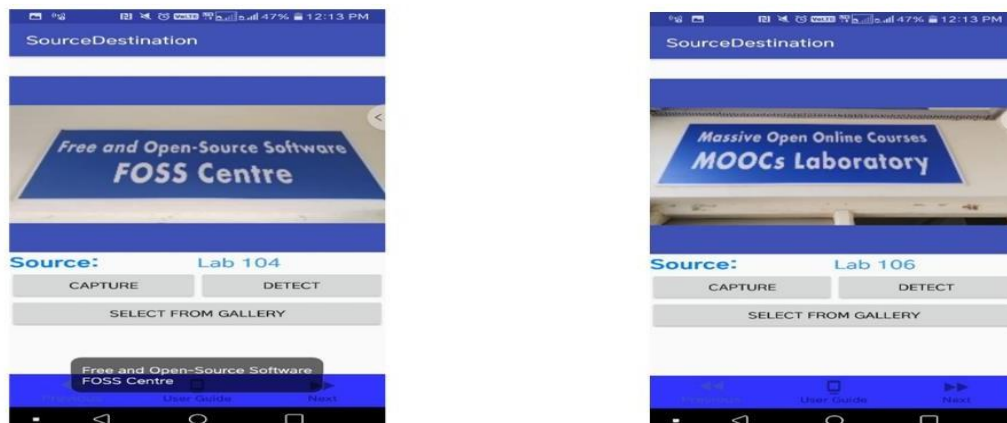 47% 12:13 PM
SourceDestination
Free and Open-Source Software
FOSS Centre
Source: Lab 104
CAPTURE DETECT
SELECT FROM GALLERY
Free and Open-Source Software
FOSS Centre
Previous User Guide Next
47% 12:13 PM
SourceDestination
Massive Open Online Courses
MOOCs Laboratory
Source: Lab 106
CAPTURE DETECT
SELECT FROM GALLERY
Previous User Guide Next